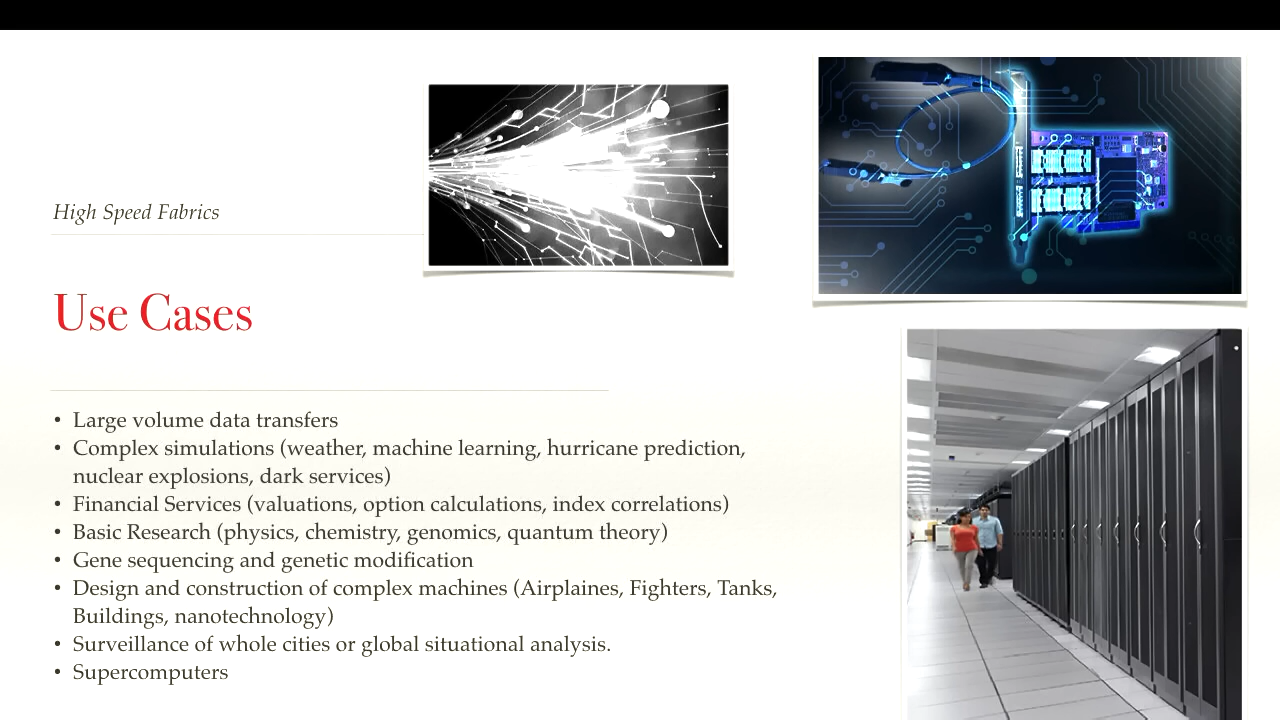 High Speed Fabrics
Use Cases
• Large volume data transfers
• Complex simulations (weather, machine learning, hurricane prediction,
nuclear explosions, dark services)
• Financial Services (valuations, option calculations, index correlations)
• Basic Research (physics, chemistry, genomics, quantum theory)
• Gene sequencing and genetic modification
• Design and construction of complex machines (Airplaines, Fighters, Tanks,
Buildings, nanotechnology)
• Surveillance of whole cities or global situational analysis.
• Supercomputers